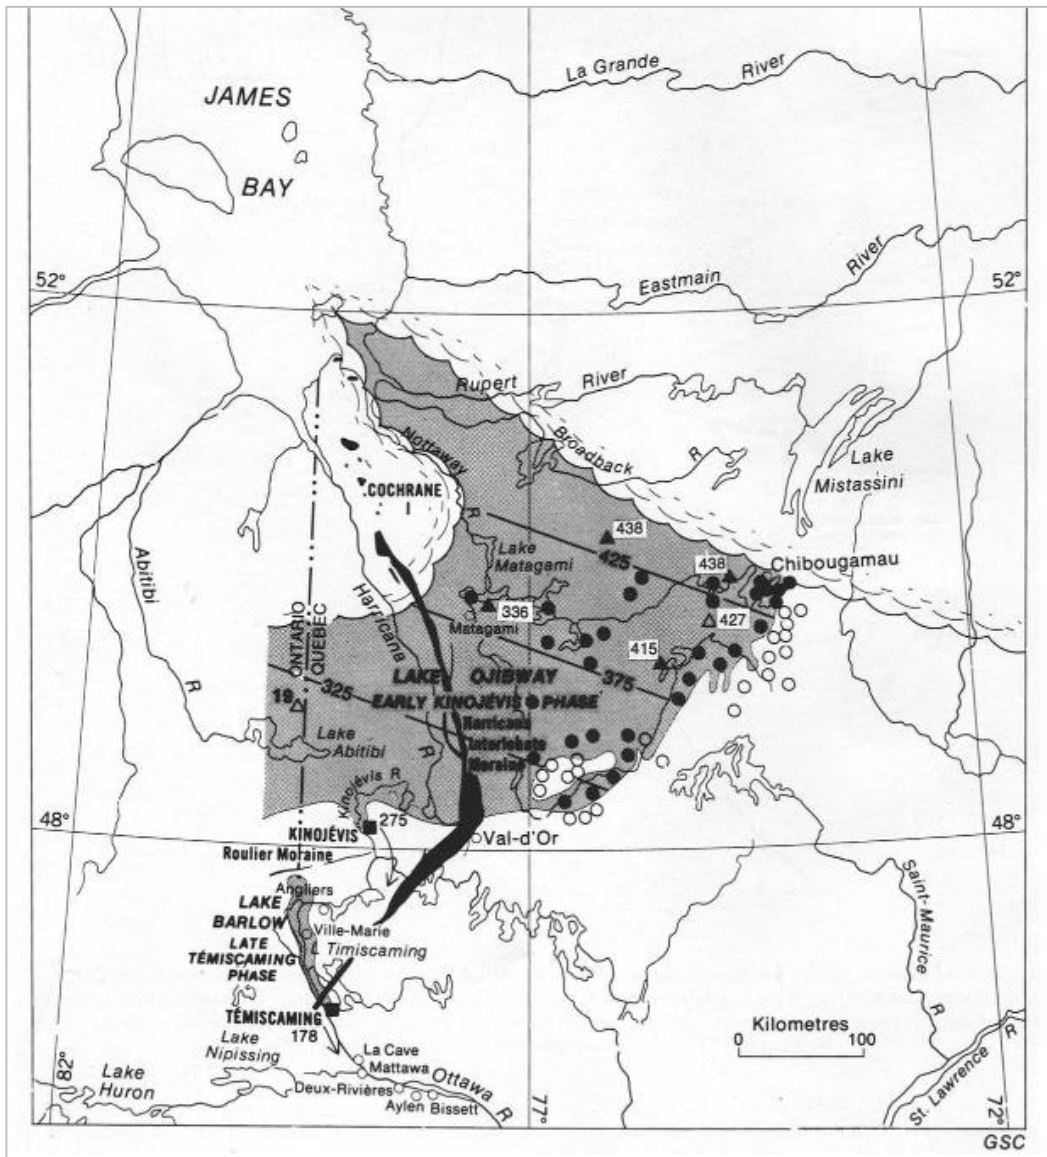 La Grande River
JAMES
BAY
52°
52°
Eastmain River
Rupert River
Nottaway
R
Broadback
R
Lake
Mistassini
COCHRANE
I
438
425
438
Chibougamau
Lake
Matagami
336
Matagami
427
415
Abitibi
R
Harricana
R
ONTARIO
QUEBEC
LAKE OJIBWAY
EARLY KINOJÉVIS PHASE
375
325
19
Harricana
Interlobate
Moraine
Lake
Abitibi
Kinojévis R
275
48°
48°
KINOJÉVIS
Val-d'Or
Roulier Moraine
Angliers
LAKE
BARLOW
Ville-Marie
L Timiscaming
LATE
TÉMISCAMING
PHASE
TÉMISCAMING
178
Lake
Nipissing
Saint-Maurice
R
Kilometres
0 100
La Cave
Mattawa
Ottawa R
Deux-Rivières
Aylen Bissett
Lake
Huron
St. Lawrence R
82°
77°
72°
GSC